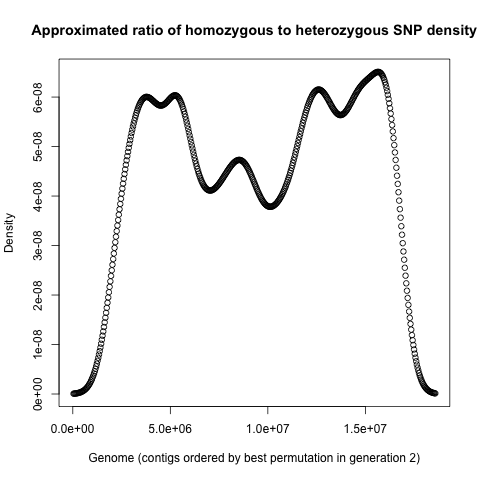 Approximated ratio of homozygous to heterozygous SNP density
6e-08
5e-08
4e-08
3e-08
2e-08
1e-08
0e+00
Density
0.0e+00 5.0e+06 1.0e+07 1.5e+07
Genome (contigs ordered by best permutation in generation 2)